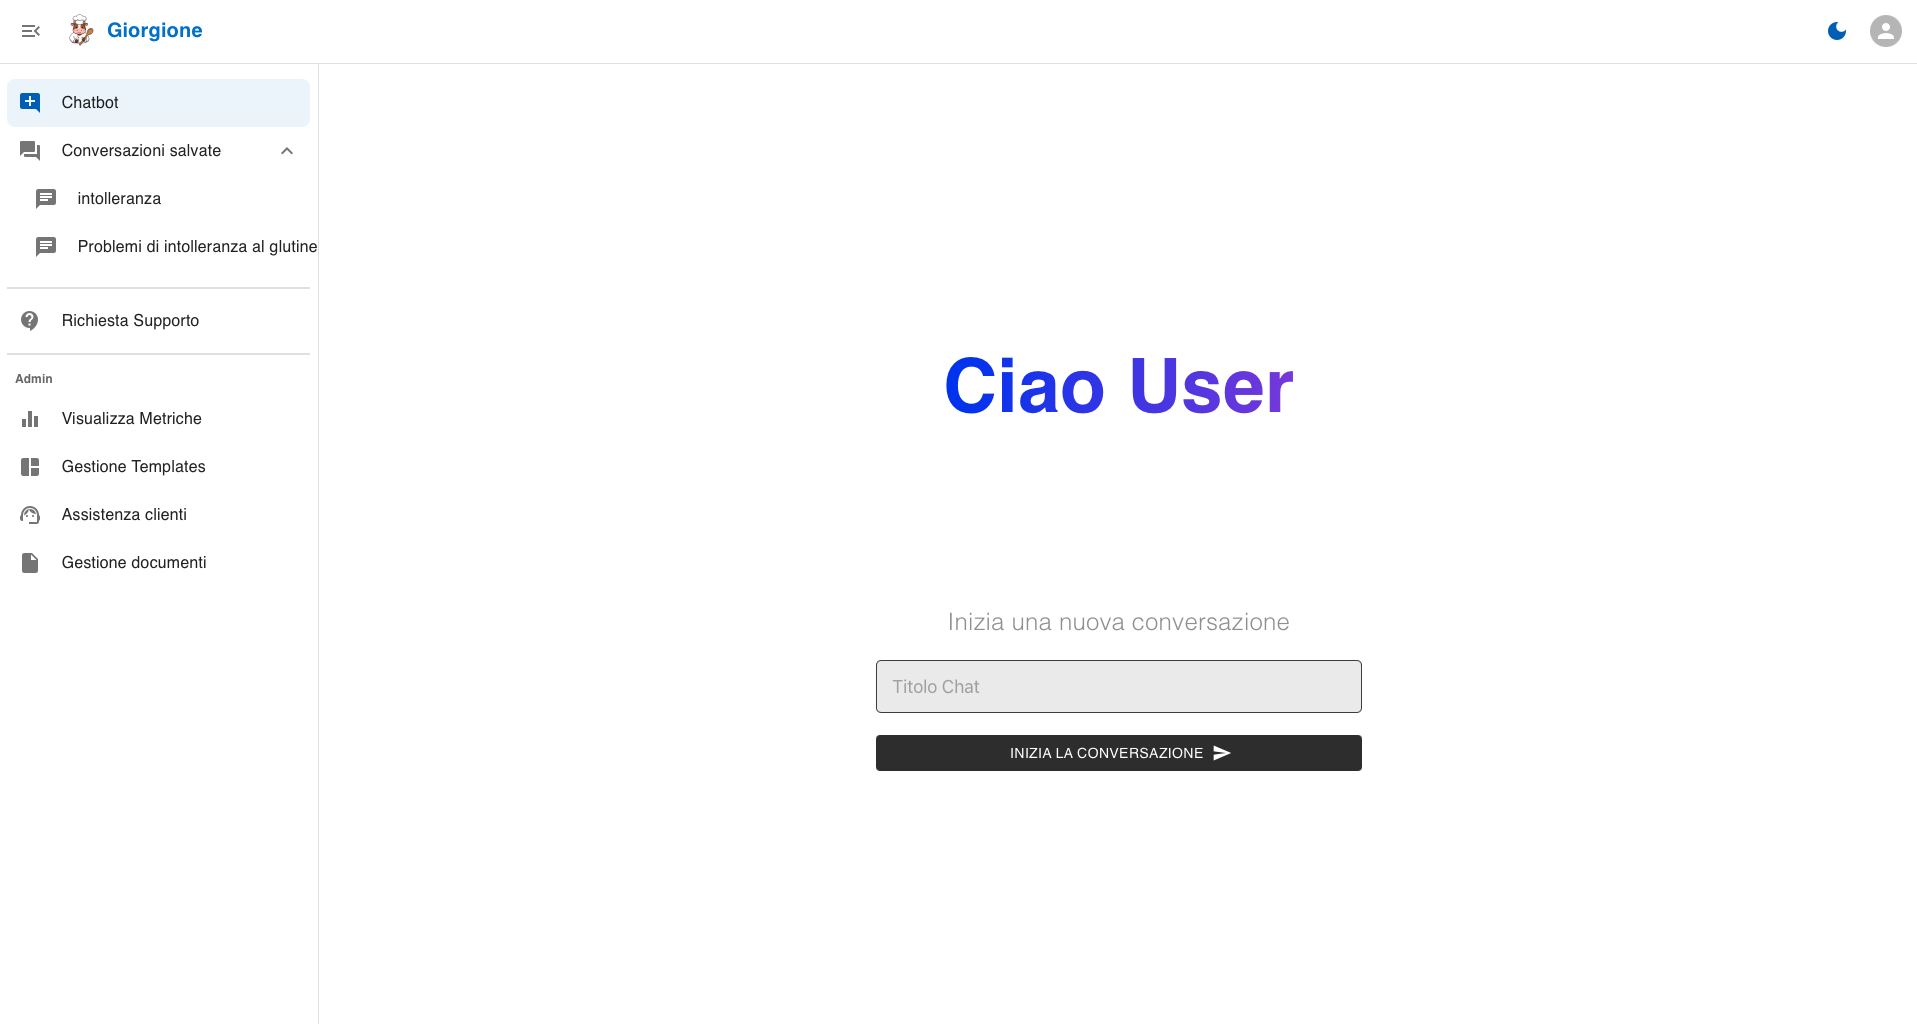 Giorgione
Chatbot
Conversazioni salvate
intolleranza
Problemi di intolleranza al glutine
Richiesta Supporto
Admin
Visualizza Metriche
Gestione Templates
Assistenza clienti
Gestione documenti
Ciao User
Inizia una nuova conversazione
Titolo Chat
INIZIA LA CONVERSAZIONE